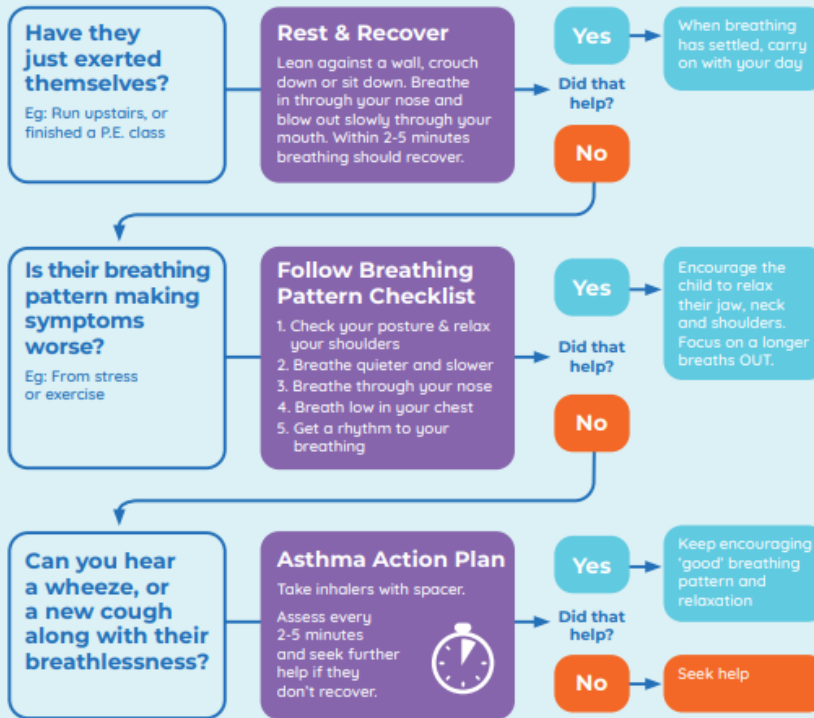 Have they
just exerted
themselves?
Eg: Run upstairs, or
finished a P.E. class
Rest & Recover
Lean against a wall, crouch
down or sit down. Breathe
in through your nose and
blow out slowly through your
mouth. Within 2-5 minutes
breathing should recover.
Yes
Did that
help?
No
When breathing
has settled, carry
on with your day
Is their breathing
pattern making
symptoms
worse?
Eg: From stress
or exercise
Follow Breathing
Pattern Checklist
1. Check your posture & relax
your shoulders
2. Breathe quieter and slower
3. Breathe through your nose
4. Breath low in your chest
5. Get a rhythm to your
breathing
Yes
Did that
help?
No
Encourage the
child to relax
their jaw, neck
and shoulders.
Focus on a longer
breaths OUT.
Can you hear
a wheeze, or
a new cough
along with their
breathlessness?
Asthma Action Plan
Take inhalers with spacer.
Assess every
2-5 minutes
and seek further
help if they
don't recover.
Yes
Did that
help?
No
Keep encouraging
'good' breathing
pattern and
relaxation
Seek help